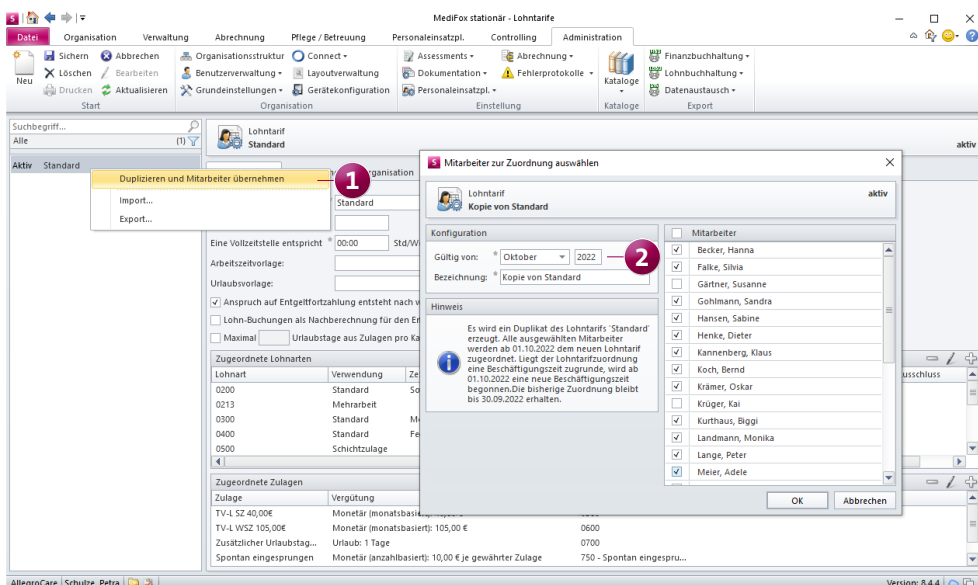 MediFox stationär - Lohntarife
Datei Organisation Verwaltung Abrechnung Pflege / Betreuung Personaleinsatzpl. Controlling Administration
Neu
Sichern Abbrechen
Löschen Bearbeiten
Drucken Aktualisieren
Start
Organisationsstruktur Connect
Benutzerverwaltung Layoutverwaltung
Grundeinstellungen Gerätekonfiguration
Organisation
Assessments Abrechnung
Dokumentation Fehlerprotokolle
Personaleinsatzpl.
Einstellung
Kataloge
Kataloge
Finanzbuchhaltung
Lohnbuchhaltung
Datenaustausch
Export
Suchbegriff...
Alle (1)
Aktiv Standard
Lohntarif
Standard
aktiv
Duplizieren und Mitarbeiter übernehmen
Import...
Export...
1
organisation
Standard
Eine Vollzeitstelle entspricht * 00:00
Arbeitszeitvorlage:
Urlaubsvorlage:
Anspruch auf Entgeltfortzahlung entsteht nach
Lohn-Buchungen als Nachberechnung für den
Maximal Urlaubstage aus Zulagen pro
Zugeordnete Lohnarten
Lohnart Verwendung
0200 Standard
0213 Mehrarbeit
0300 Standard
0400 Standard
0500 Schichtzulage
Zugeordnete Zulagen
Zulage Vergütung
TV-L SZ 40,00€
TV-L WSZ 105,00€ Monetär (monatsbasiert): 105,00 € 0600
Zusätzlicher Urlaubstag... Urlaub: 1 Tage 0700
Spontan eingesprungen Monetär (anzahlbasiert): 10,00 € je gewährter Zulage 750 - Spontan eingespru...
Mitarbeiter zur Zuordnung auswählen
Lohntarif
Kopie von Standard
aktiv
Konfiguration
Gültig von: * Oktober 2022
2
Bezeichnung: * Kopie von Standard
Hinweis
Es wird ein Duplikat des Lohntarifs 'Standard'
erzeugt. Alle ausgewählten Mitarbeiter
werden ab 01.10.2022 dem neuen Lohntarif
zugeordnet. Liegt der Lohntarifzuordnung
eine Beschäftigungszeit zugrunde, wird ab
01.10.2022 eine neue Beschäftigungszeit
begonnen.Die bisherige Zuordnung bleibt
bis 30.09.2022 erhalten.
Mitarbeiter
Becker, Hanna
Falke, Silvia
Gärtner, Susanne
Gohlmann, Sandra
Hansen, Sabine
Henke, Dieter
Kannenberg, Klaus
Koch, Bernd
Krämer, Oskar
Krüger, Kai
Kurthaus, Biggi
Landmann, Monika
Lange, Peter
Meier, Adele
OK Abbrechen
AllegroCare Schulze, Petra
Version: 8.4.4